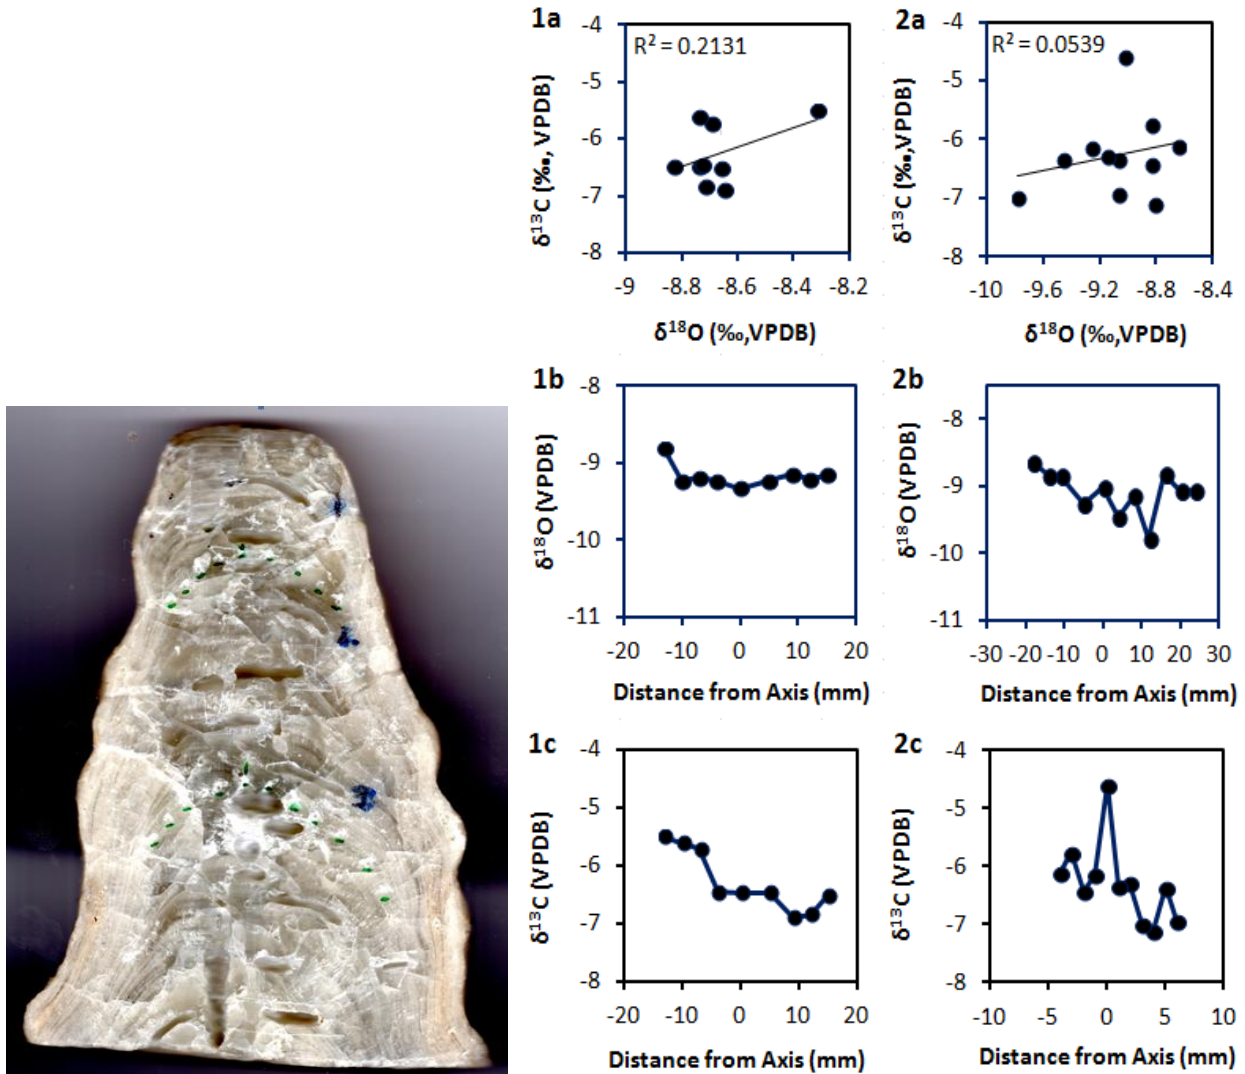 1a
-4
-5
-6
-7
-8
R² = 0.2131
δ¹³C (‰, VPDB)
-9 -8.8 -8.6 -8.4 -8.2
δ¹⁸O (‰,VPDB)
2a
-4
-5
-6
-7
-8
R² = 0.0539
δ¹³C (‰,VPDB)
-10 -9.6 -9.2 -8.8 -8.4
δ¹⁸O (‰,VPDB)
1b
-8
-9
-10
-11
δ¹⁸O (VPDB)
-20 -10 0 10 20
Distance from Axis (mm)
2b
-8
-9
-10
-11
δ¹⁸O (VPDB)
-30 -20 -10 0 10 20 30
Distance from Axis (mm)
1c
-4
-5
-6
-7
-8
δ¹³C (VPDB)
-20 -10 0 10 20
Distance from Axis (mm)
2c
-4
-5
-6
-7
-8
δ¹³C (VPDB)
-10 -5 0 5 10
Distance from Axis (mm)